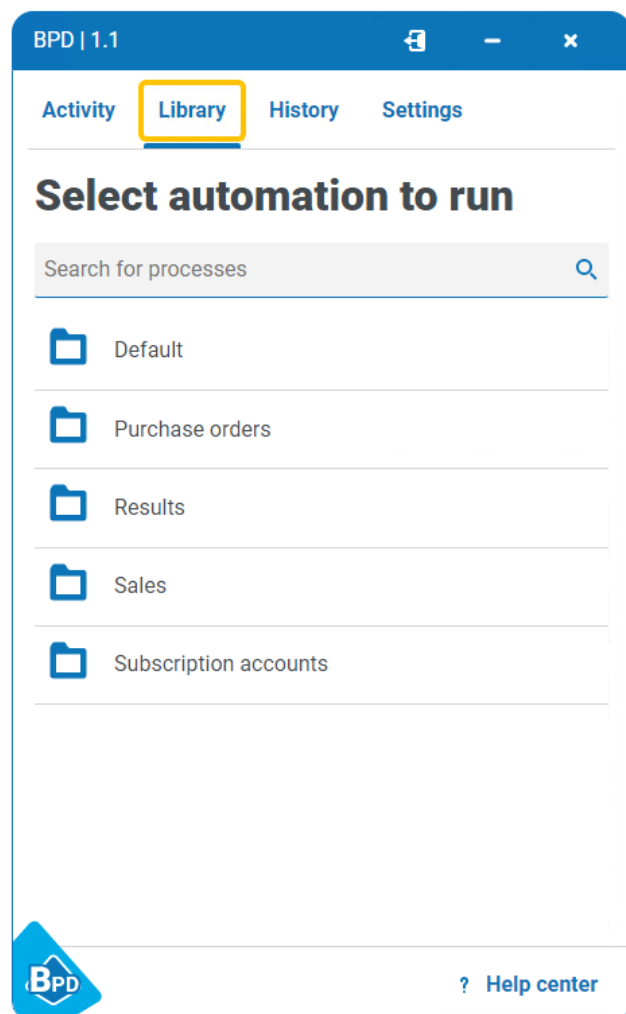 BPD | 1.1
Activity Library History Settings
Select automation to run
Search for processes
Default
Purchase orders
Results
Sales
Subscription accounts
BPD
? Help center